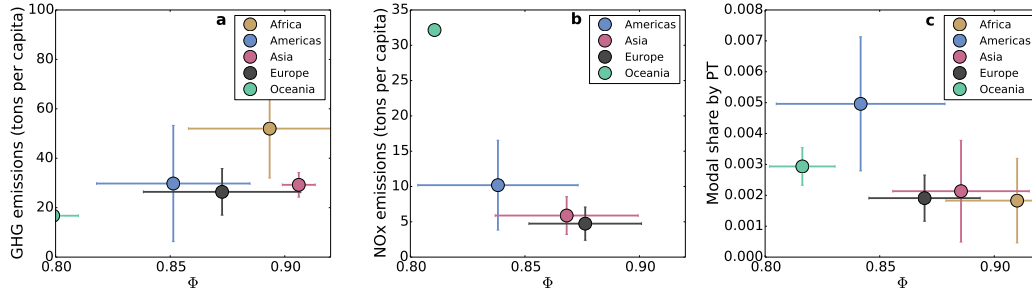 GHG emissions (tons per capita)
100
80
60
40
20
0
0.80
0.85
0.90
Φ
a
Africa
Americas
Asia
Europe
Oceania
NOx emissions (tons per capita)
35
30
25
20
15
10
5
0
0.80
0.85
0.90
Φ
b
Americas
Asia
Europe
Oceania
Modal share by PT
0.008
0.007
0.006
0.005
0.004
0.003
0.002
0.001
0.000
0.80
0.85
0.90
Φ
c
Africa
Americas
Asia
Europe
Oceania